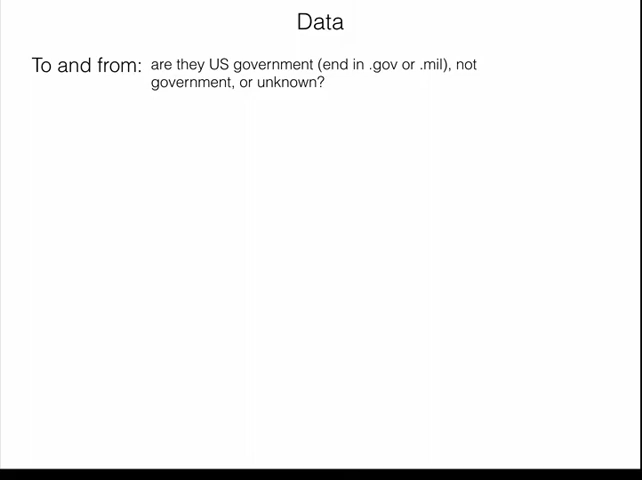 Data
To and from: are they US government (end in .gov or .mil), not
government, or unknown?